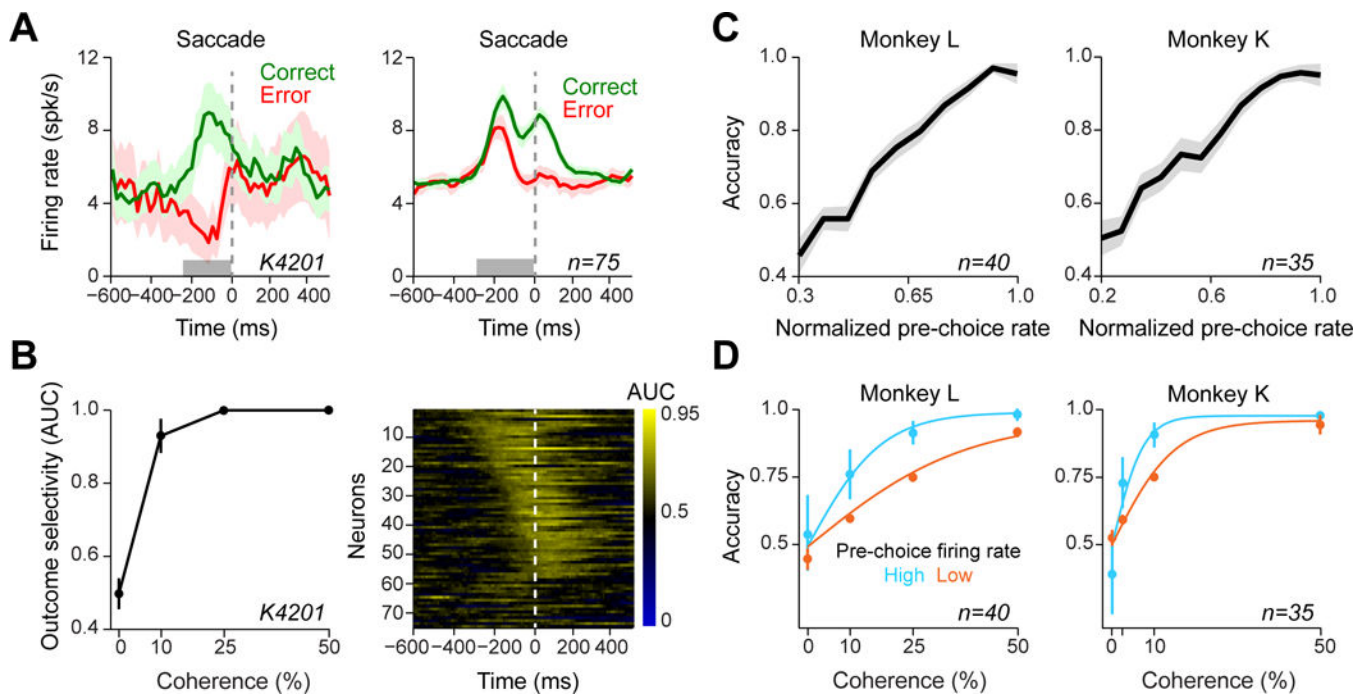 A
Saccade
Correct
Error
Firing rate (spk/s)
12
8
4
0
K4201
−600 −400 −200 0 200 400
Time (ms)
Saccade
Correct
Error
12
8
4
0
n=75
−600 −400 −200 0 200 400
Time (ms)
B
Outcome selectivity (AUC)
1.0
0.8
0.6
0.4
K4201
0 10 25 50
Coherence (%)
AUC
0.95
0.5
0
Neurons
10
20
30
40
50
60
70
−600 −400 −200 0 200 400
Time (ms)
C
Monkey L
Accuracy
1.0
0.8
0.6
0.4
n=40
0.3 0.65 1.0
Normalized pre-choice rate
Monkey K
1.0
0.8
0.6
0.4
n=35
0.2 0.6 1.0
Normalized pre-choice rate
D
Monkey L
Accuracy
1.0
0.75
0.5
Pre-choice firing rate
High Low
n=40
0 10 25 50
Coherence (%)
Monkey K
1.0
0.75
0.5
n=35
0 10 50
Coherence (%)